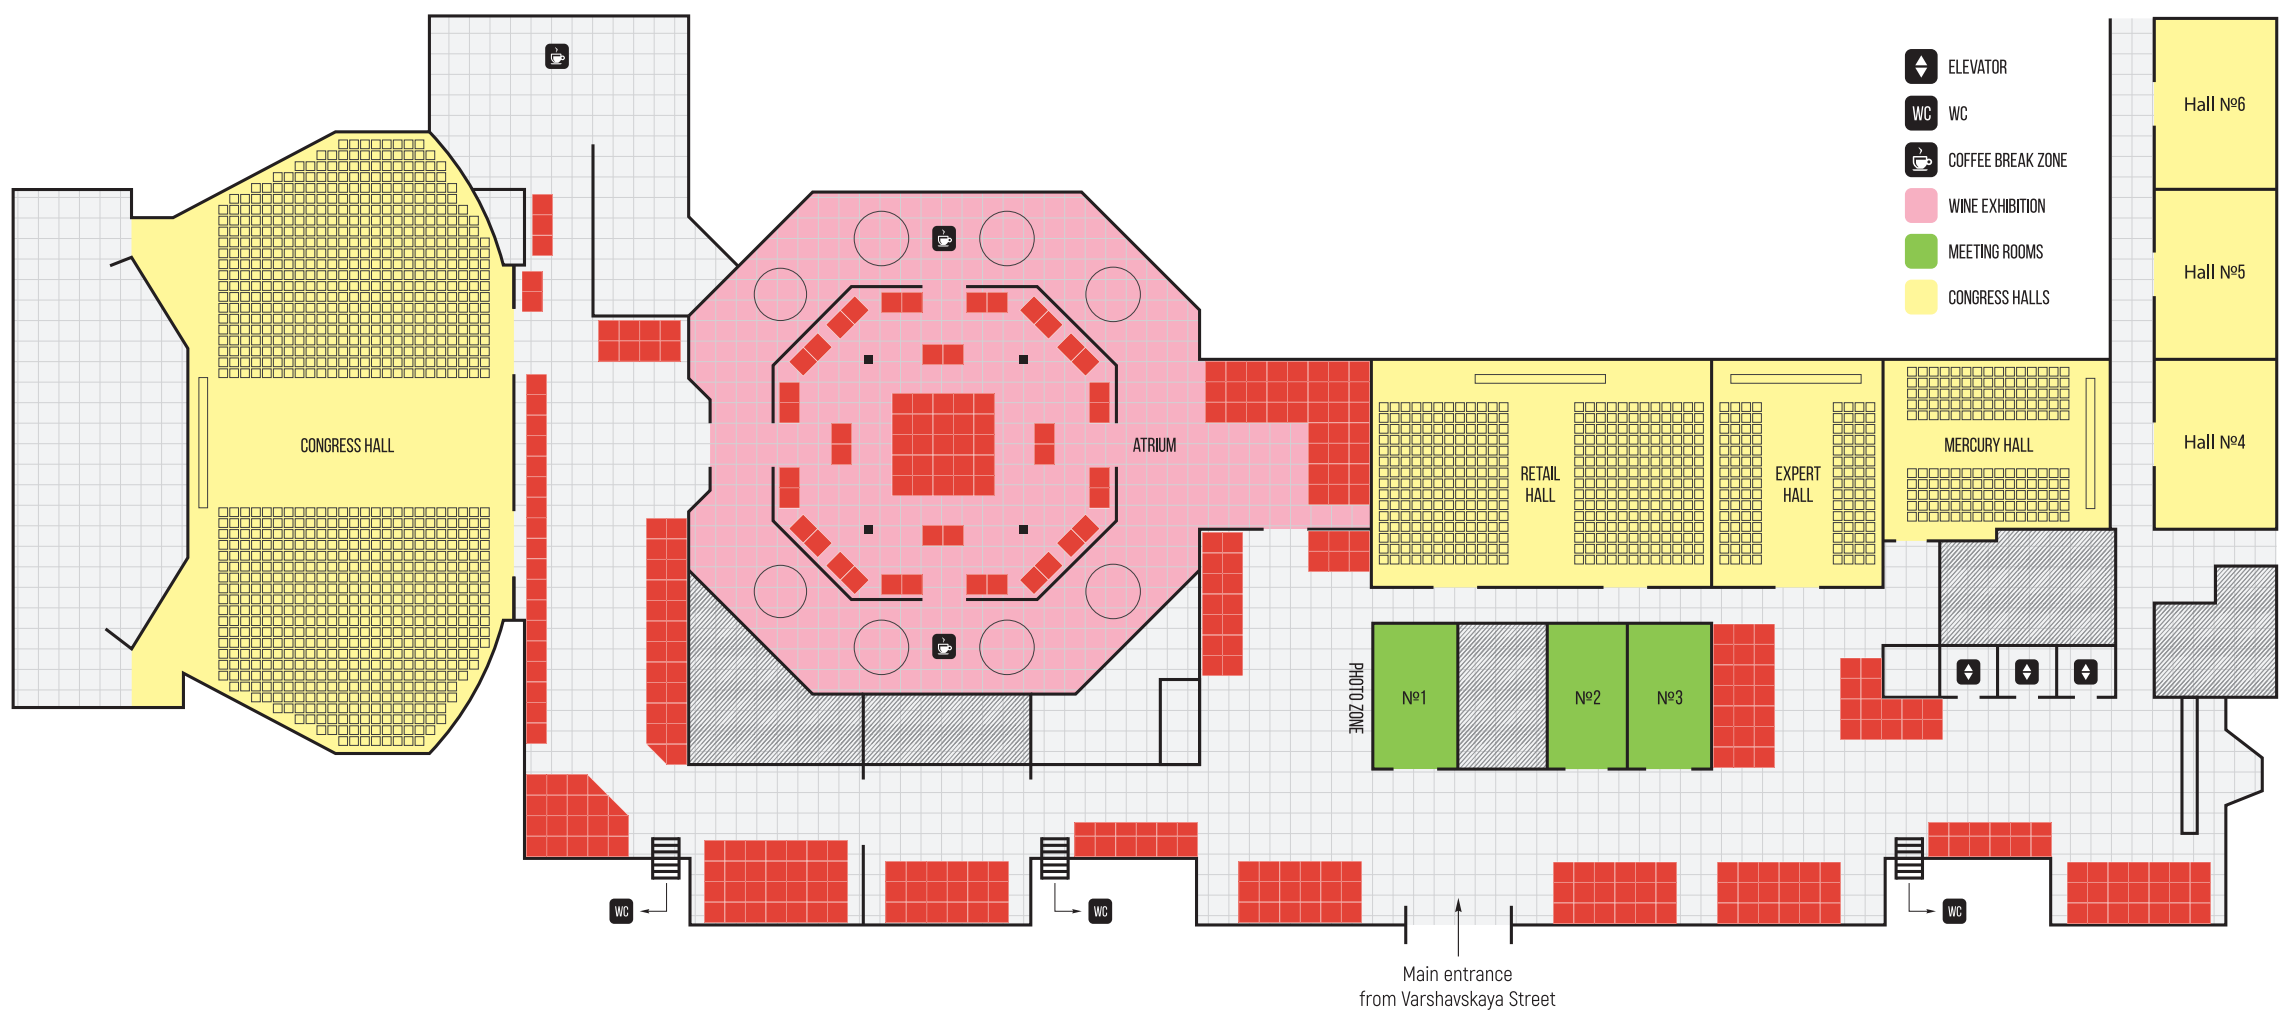 ELEVATOR
WC WC
COFFEE BREAK ZONE
WINE EXHIBITION
MEETING ROOMS
CONGRESS HALLS
Hall №6
Hall №5
Hall №4
CONGRESS HALL
ATRIUM
RETAIL
HALL
EXPERT
HALL
MERCURY HALL
PHOTO ZONE
№1
№2
№3
WC
WC
WC
Main entrance
from Varshavskaya Street